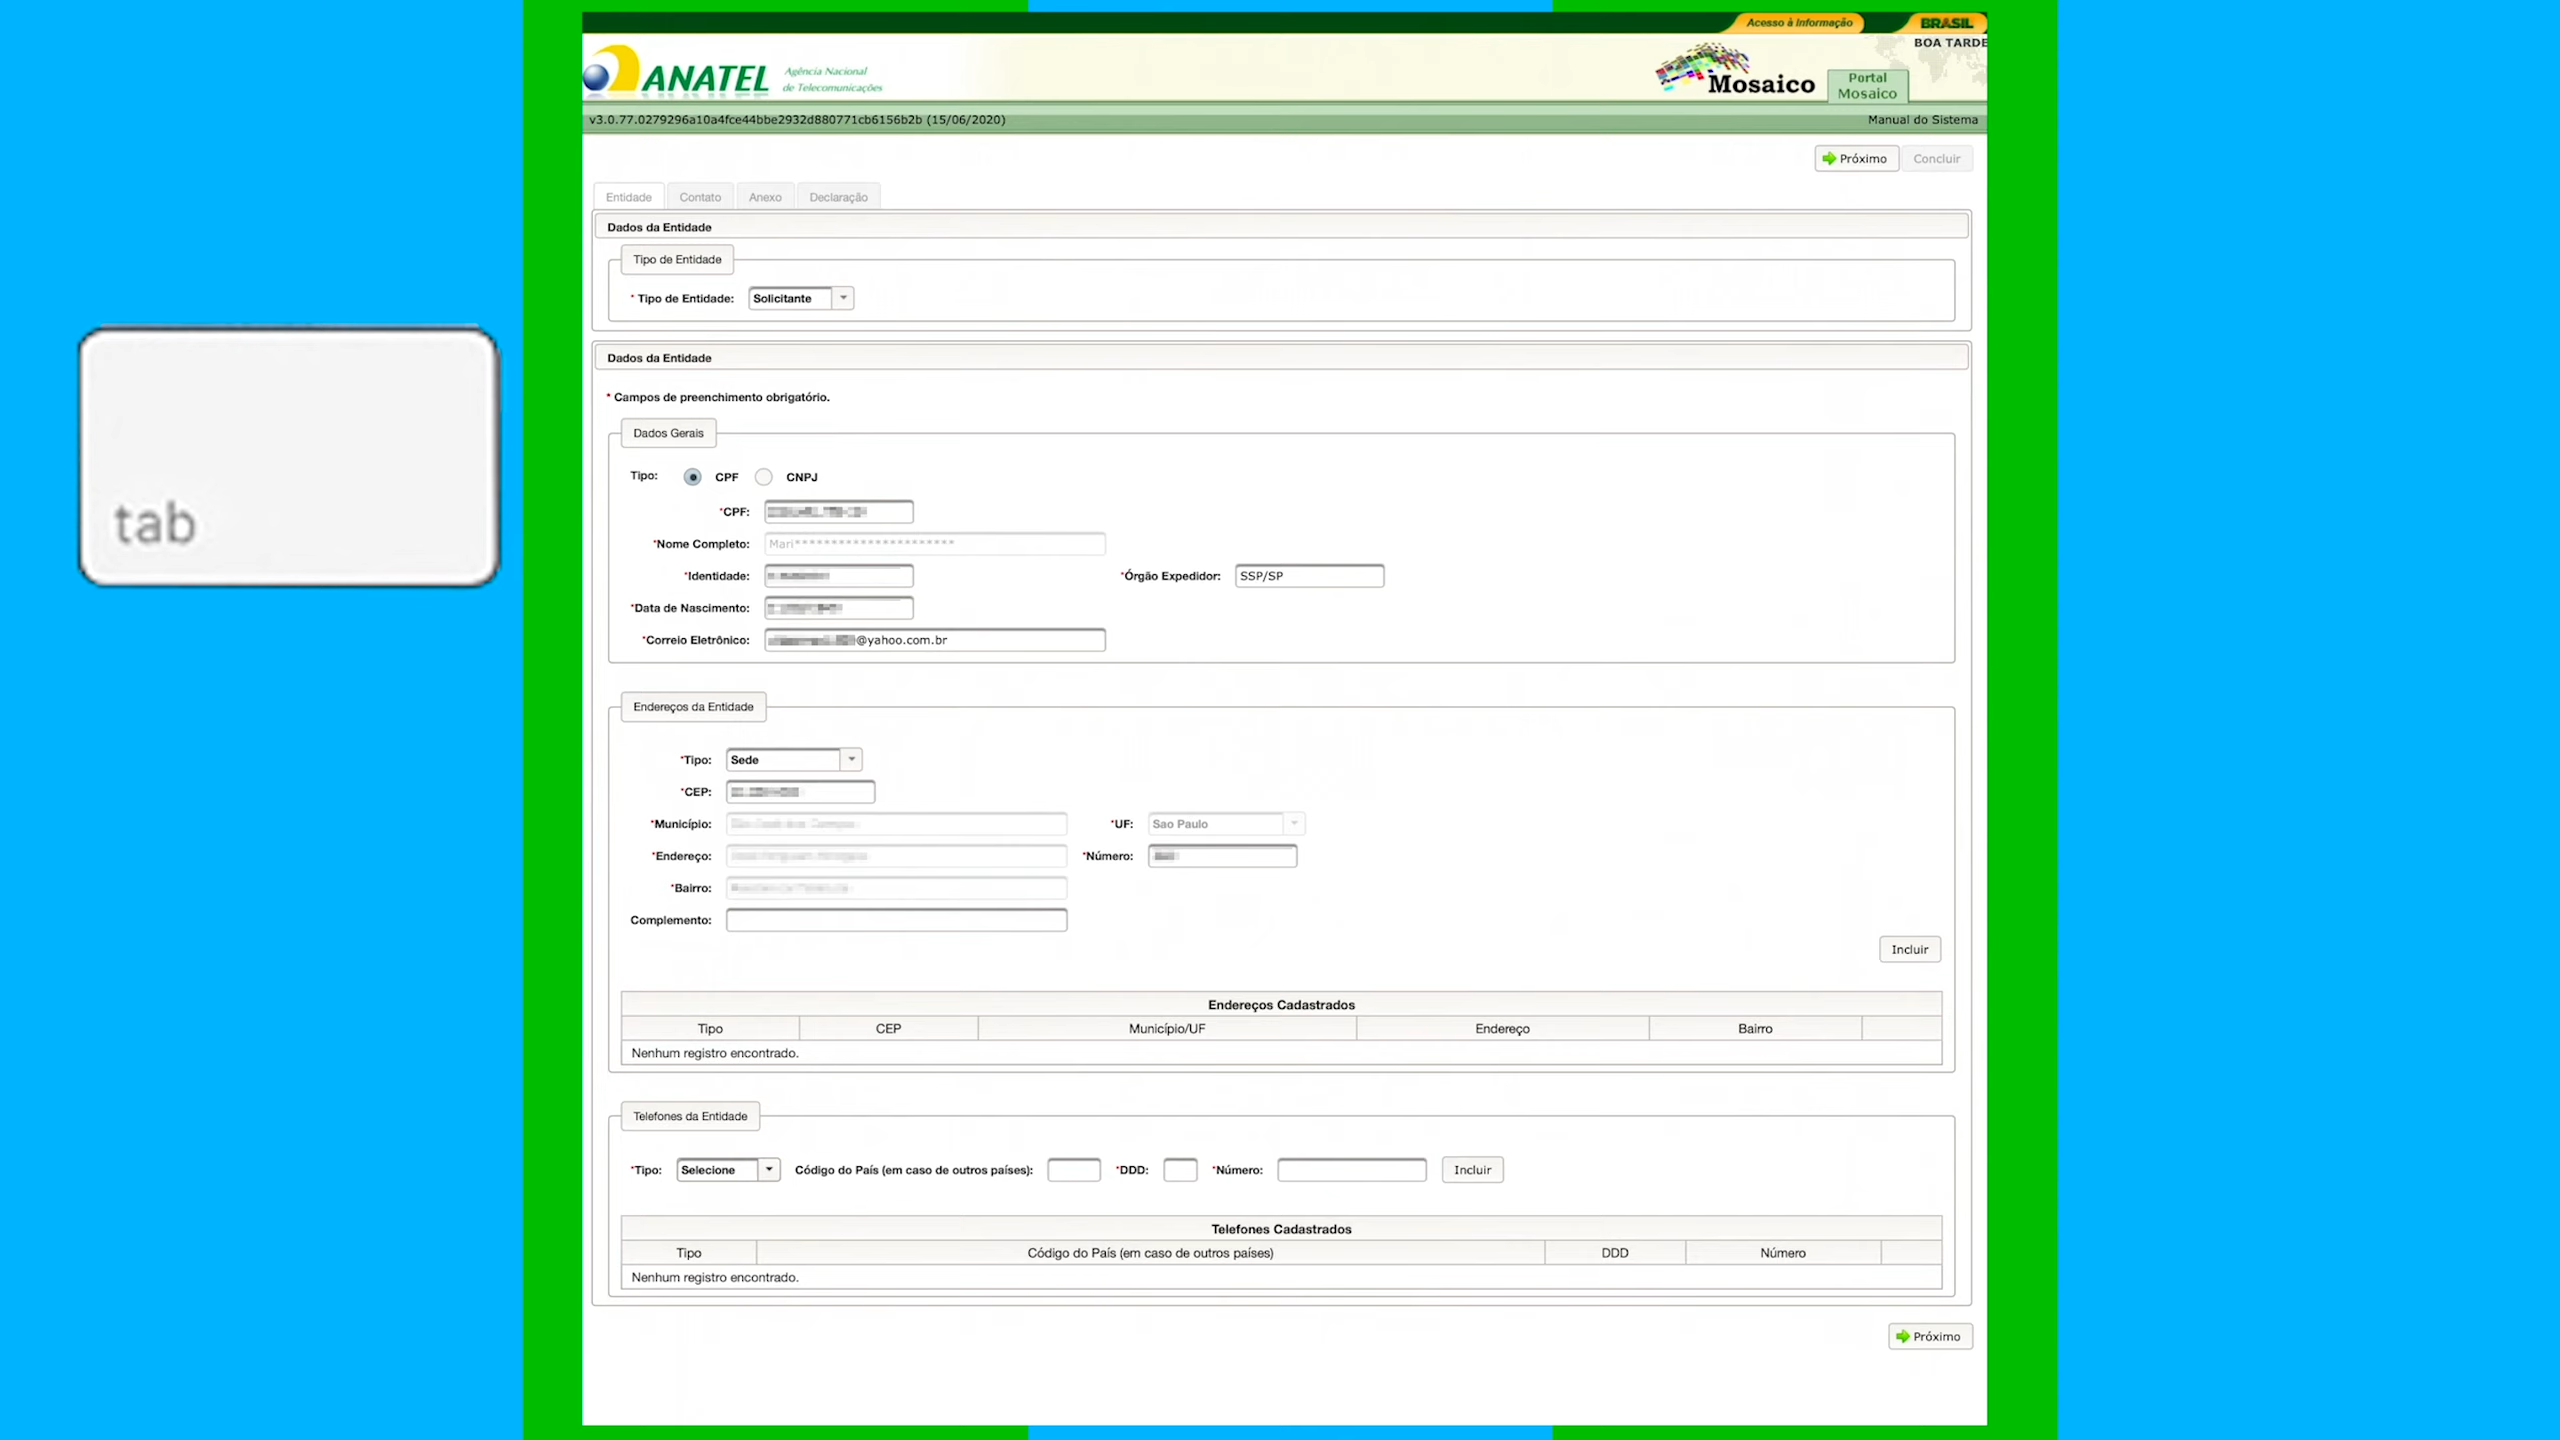 Acesso à Informação
BRASIL
BOA TARDE
ANATEL
Agência Nacional
de Telecomunicações
Mosaico
Portal
Mosaico
v3.0.77.0279296a10a4fce44bbe2932d880771cb6156b2b (15/06/2020)
Manual do Sistema
Próximo
Concluir
Entidade
Contato
Anexo
Declaração
Dados da Entidade
Tipo de Entidade
* Tipo de Entidade: Solicitante
Dados da Entidade
* Campos de preenchimento obrigatório.
Dados Gerais
Tipo: CPF CNPJ
*CPF:
*Nome Completo: Mari**********************
*Identidade:
*Órgão Expedidor: SSP/SP
*Data de Nascimento:
*Correio Eletrônico: @yahoo.com.br
tab
Endereços da Entidade
*Tipo: Sede
*CEP:
*Município:
*UF: Sao Paulo
*Endereço:
*Número:
*Bairro:
Complemento:
Incluir
Endereços Cadastrados
Tipo CEP Município/UF Endereço Bairro
Nenhum registro encontrado.
Telefones da Entidade
*Tipo: Selecione Código do País (em caso de outros países): *DDD: *Número: Incluir
Telefones Cadastrados
Tipo Código do País (em caso de outros países) DDD Número
Nenhum registro encontrado.
Próximo